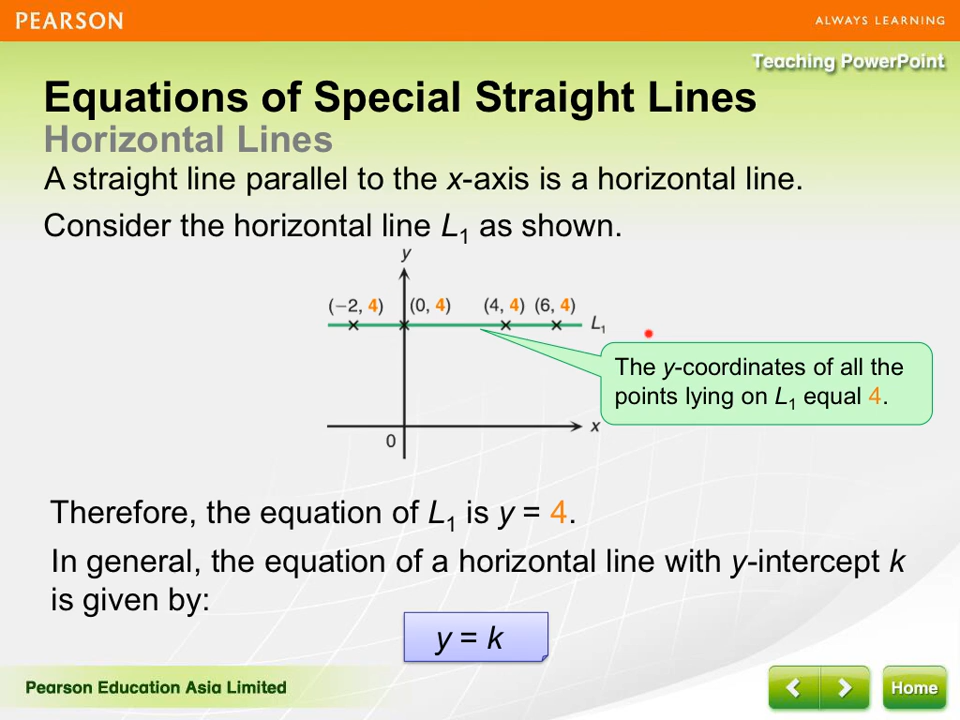 PEARSON
ALWAYS LEARNING
Teaching PowerPoint
Equations of Special Straight Lines
Horizontal Lines
A straight line parallel to the x-axis is a horizontal line.
Consider the horizontal line L₁ as shown.
y
(−2, 4) (0, 4) (4, 4) (6, 4)
L₁
The y-coordinates of all the
points lying on L₁ equal 4.
x
0
Therefore, the equation of L₁ is y = 4.
In general, the equation of a horizontal line with y-intercept k
is given by:
y = k
Pearson Education Asia Limited
Home